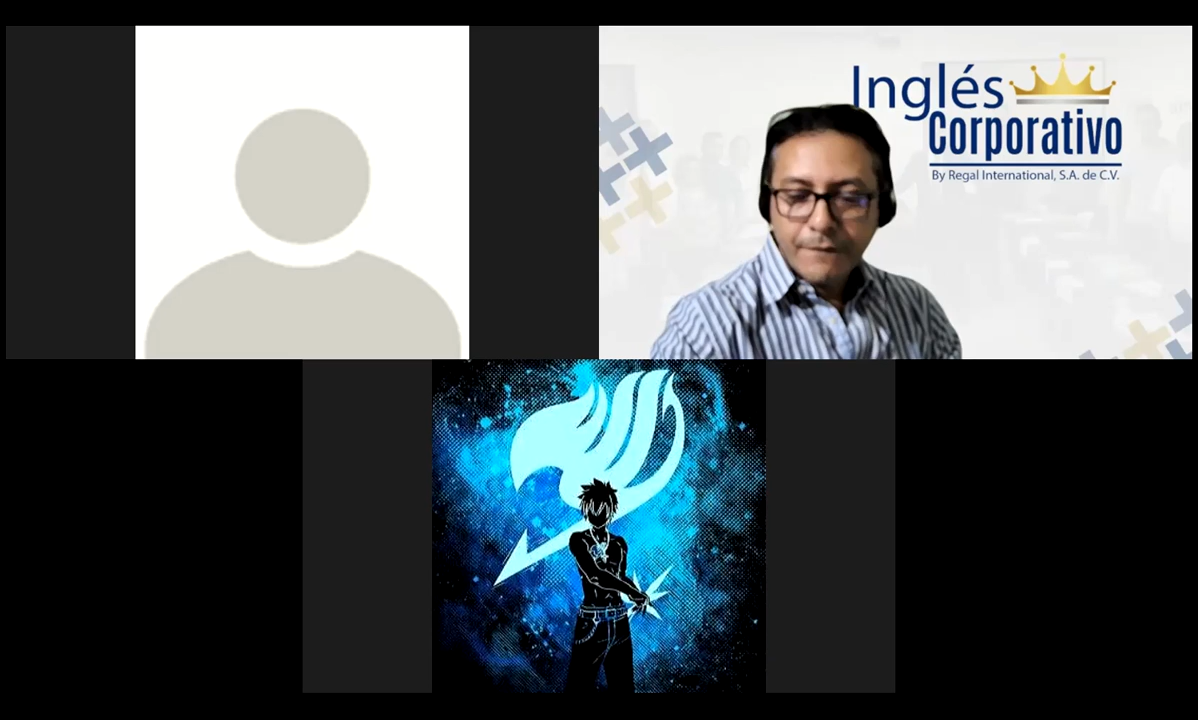 Inglés
Corporativo
By Regal International, S.A. de C.V.